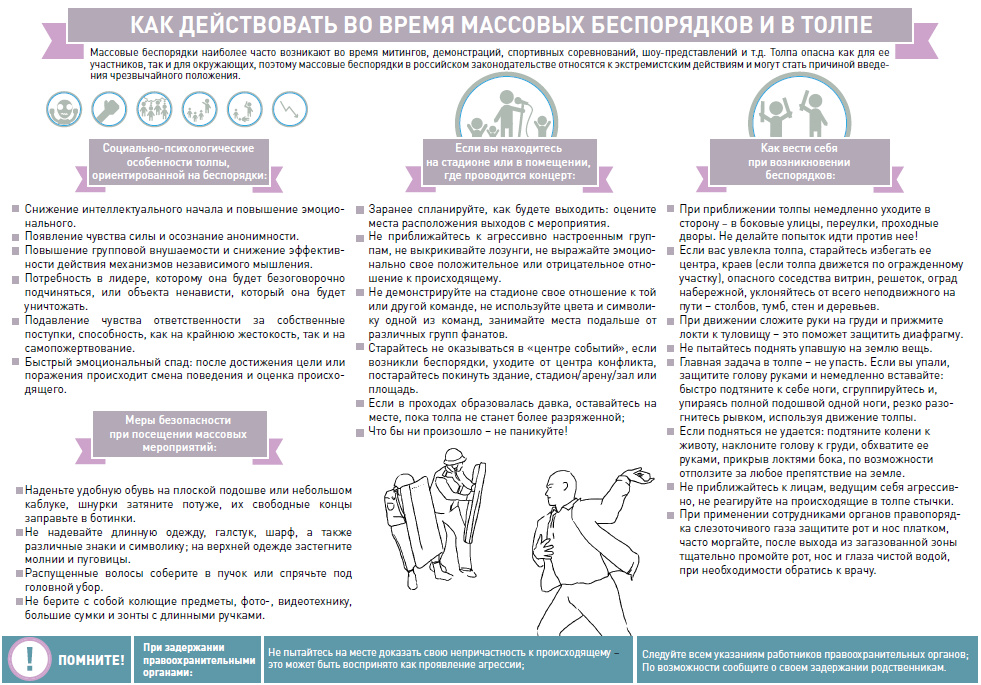 КАК ДЕЙСТВОВАТЬ ВО ВРЕМЯ МАССОВЫХ БЕСПОРЯДКОВ И В ТОЛПЕ
Массовые беспорядки наиболее часто возникают во время митингов, демонстраций, спортивных соревнований, шоу-представлений и т.д. Толпа опасна как для ее
участников, так и для окружающих, поэтому массовые беспорядки в российском законодательстве относятся к экстремистским действиям и могут стать причиной введе-
ния чрезвычайного положения.
Социально-психологические
особенности толпы,
ориентированной на беспорядки:
Снижение интеллектуального начала и повышение эмоцио-
нального.
Появление чувства силы и осознание анонимности.
Повышение групповой внушаемости и снижение эффектив-
ности действия механизмов независимого мышления.
Потребность в лидере, которому она будет безоговорочно
подчиняться, или объекта ненависти, который она будет
уничтожать.
Подавление чувства ответственности за собственные
поступки, способность, как на крайнюю жестокость, так и на
самопожертвование.
Быстрый эмоциональный спад: после достижения цели или
поражения происходит смена поведения и оценка происхо-
дящего.
Меры безопасности
при посещении массовых
мероприятий:
Наденьте удобную обувь на плоской подошве или небольшом
каблуке, шнурки затяните потуже, их свободные концы
заправьте в ботинки.
Не надевайте длинную одежду, галстук, шарф, а также
различные знаки и символику; на верхней одежде застегните
молнии и пуговицы.
Распущенные волосы соберите в пучок или спрячьте под
головной убор.
Не берите с собой колющие предметы, фото-, видеотехнику,
большие сумки и зонты с длинными ручками.
Если вы находитесь
на стадионе или в помещении,
где проводится концерт:
Заранее спланируйте, как будете выходить: оцените
места расположения выходов с мероприятия.
Не приближайтесь к агрессивно настроенным груп-
пам, не выкрикивайте лозунги, не выражайте эмоцио-
нально свое положительное или отрицательное отно-
шение к происходящему.
Не демонстрируйте на стадионе свое отношение к той
или другой команде, не используйте цвета и символи-
ку одной из команд, занимайте места подальше от
различных групп фанатов.
Старайтесь не оказываться в «центре событий», если
возникли беспорядки, уходите от центра конфликта,
постарайтесь покинуть здание, стадион/арену/зал или
площадь.
Если в проходах образовалась давка, оставайтесь на
месте, пока толпа не станет более разряженной;
Что бы ни произошло – не паникуйте!
Как вести себя
при возникновении
беспорядков:
При приближении толпы немедленно уходите в
сторону – в боковые улицы, переулки, проходные
дворы. Не делайте попыток идти против нее!
Если вас увлекла толпа, старайтесь избегать ее
центра, краев (если толпа движется по огражденному
участку), опасного соседства витрин, решеток, оград
набережной, уклоняйтесь от всего неподвижного на
пути – столбов, тумб, стен и деревьев.
При движении сложите руки на груди и прижмите
локти к туловищу – это поможет защитить диафрагму.
Не пытайтесь поднять упавшую на землю вещь.
Главная задача в толпе – не упасть. Если вы упали,
защитите голову руками и немедленно вставайте:
быстро подтяните к себе ноги, сгруппируйтесь и,
упираясь полной подошвой одной ноги, резко разо-
гнитесь рывком, используя движение толпы.
Если подняться не удается: подтяните колени к
животу, наклоните голову к груди, обхватите ее
руками, прикрыв локтями бока, по возможности
отползите за любое препятствие на земле.
Не приближайтесь к лицам, ведущим себя агрессив-
но, не реагируйте на происходящие в толпе стычки.
При применении сотрудниками органов правопоряд-
ка слезоточивого газа защитите рот и нос платком,
часто моргайте, после выхода из загазованной зоны
тщательно промойте рот, нос и глаза чистой водой,
при необходимости обратись к врачу.
! ПОМНИТЕ!
При задержании
правоохранительными
органами:
Не пытайтесь на месте доказать свою непричастность к происходящему –
это может быть воспринято как проявление агрессии;
Следуйте всем указаниям работников правоохранительных органов;
По возможности сообщите о своем задержании родственникам.